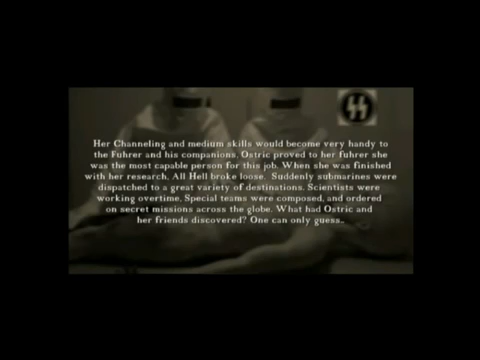 Her Channeling and medium skills would become very handy to
the Fuhrer and his companions. Ostric proved to her fuhrer she
was the most capable person for this job. When she was finished
with her research, All Hell broke loose. Suddenly submarines were
dispatched to a great variety of destinations. Scientists were
working overtime. Special teams were composed, and ordered
on secret missions across the globe. What had Ostric and
her friends discovered? One can only guess..